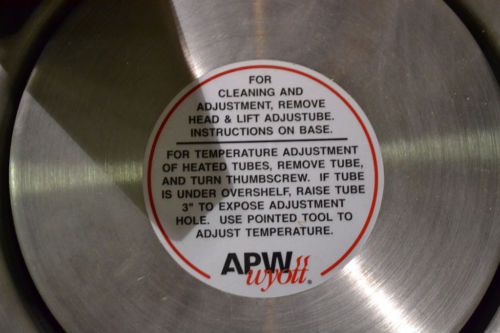 FOR
CLEANING AND
ADJUSTMENT, REMOVE
HEAD & LIFT ADJUSTUBE.
INSTRUCTIONS ON BASE.
FOR TEMPERATURE ADJUSTMENT
OF HEATED TUBES, REMOVE TUBE,
AND TURN THUMBSCREW. IF TUBE
IS UNDER OVERSHELF, RAISE TUBE
3" TO EXPOSE ADJUSTMENT
HOLE. USE POINTED TOOL TO
ADJUST TEMPERATURE.
APW
wyott®